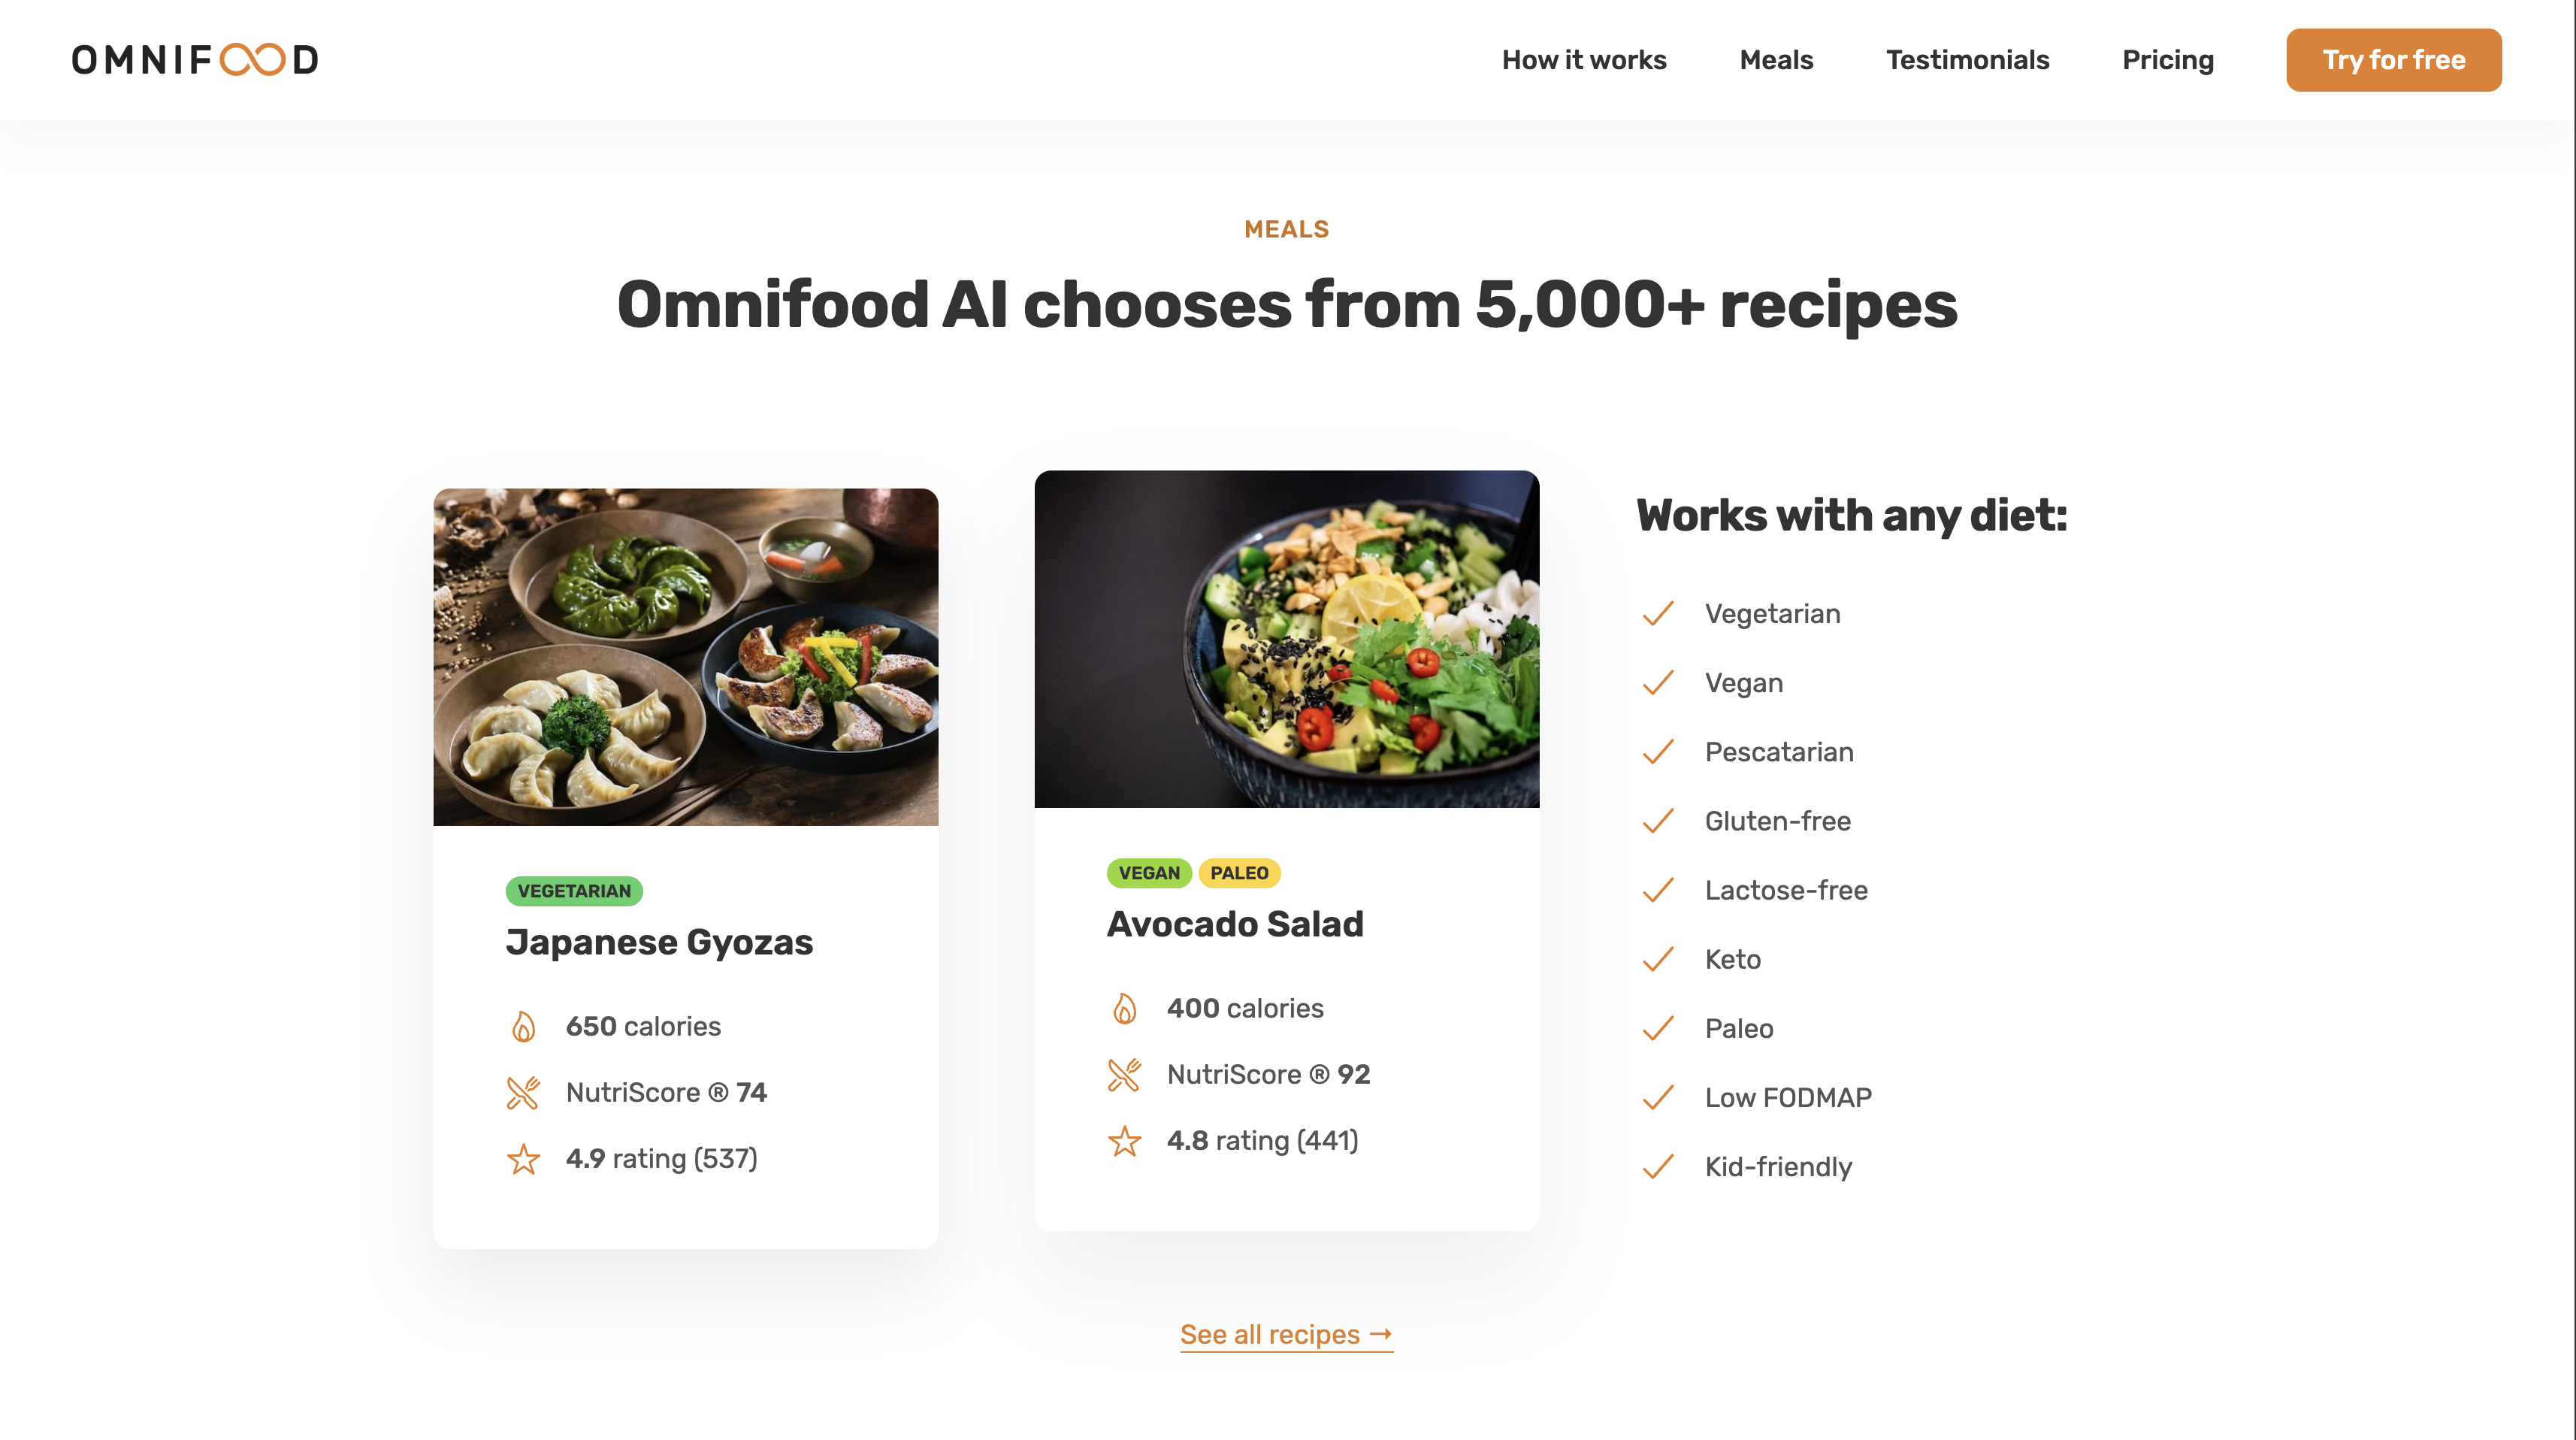 OMNIFOOD
How it works
Meals
Testimonials
Pricing
Try for free
MEALS
Omnifood AI chooses from 5,000+ recipes
VEGETARIAN
Japanese Gyozas
650 calories
NutriScore ® 74
4.9 rating (537)
VEGAN PALEO
Avocado Salad
400 calories
NutriScore ® 92
4.8 rating (441)
Works with any diet:
Vegetarian
Vegan
Pescatarian
Gluten-free
Lactose-free
Keto
Paleo
Low FODMAP
Kid-friendly
See all recipes →